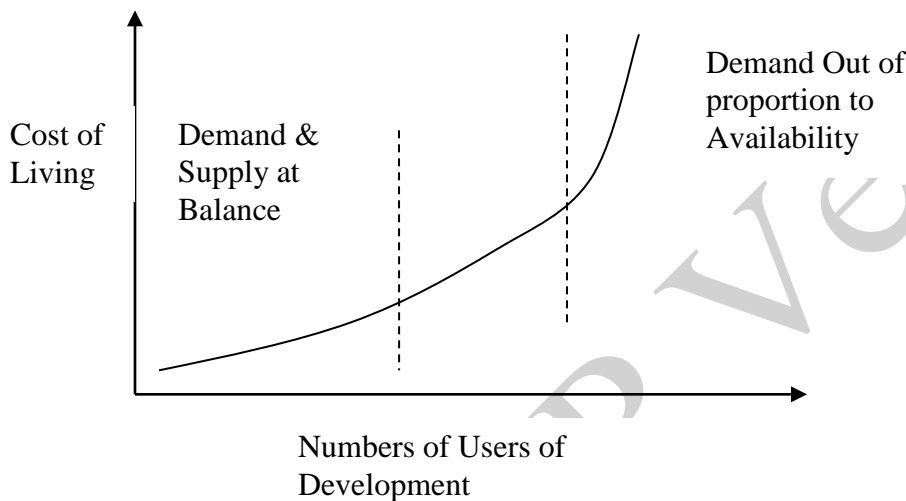 Demand Out of
proportion to
Availability
Cost of
Living
Demand &
Supply at
Balance
Numbers of Users of
Development